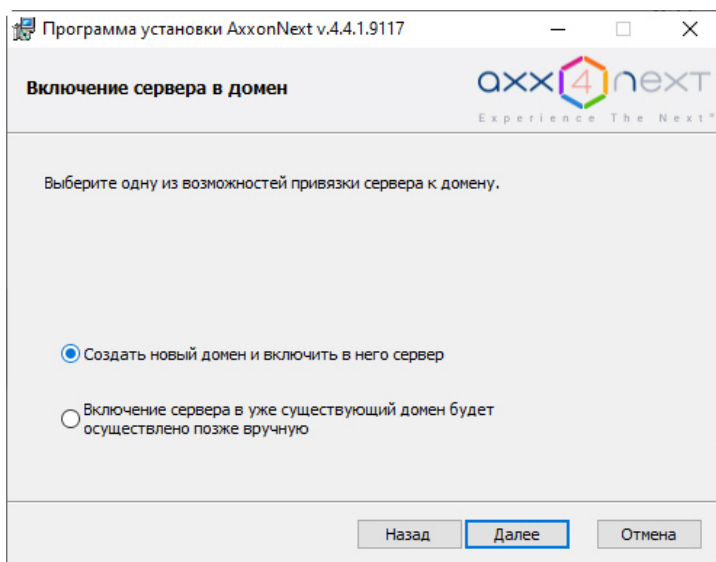 Программа установки AxxonNext v.4.4.1.9117
Включение сервера в домен
axx4next
Experience The Next®
Выберите одну из возможностей привязки сервера к домену.
Создать новый домен и включить в него сервер
Включение сервера в уже существующий домен будет
осуществлено позже вручную
Назад
Далее
Отмена